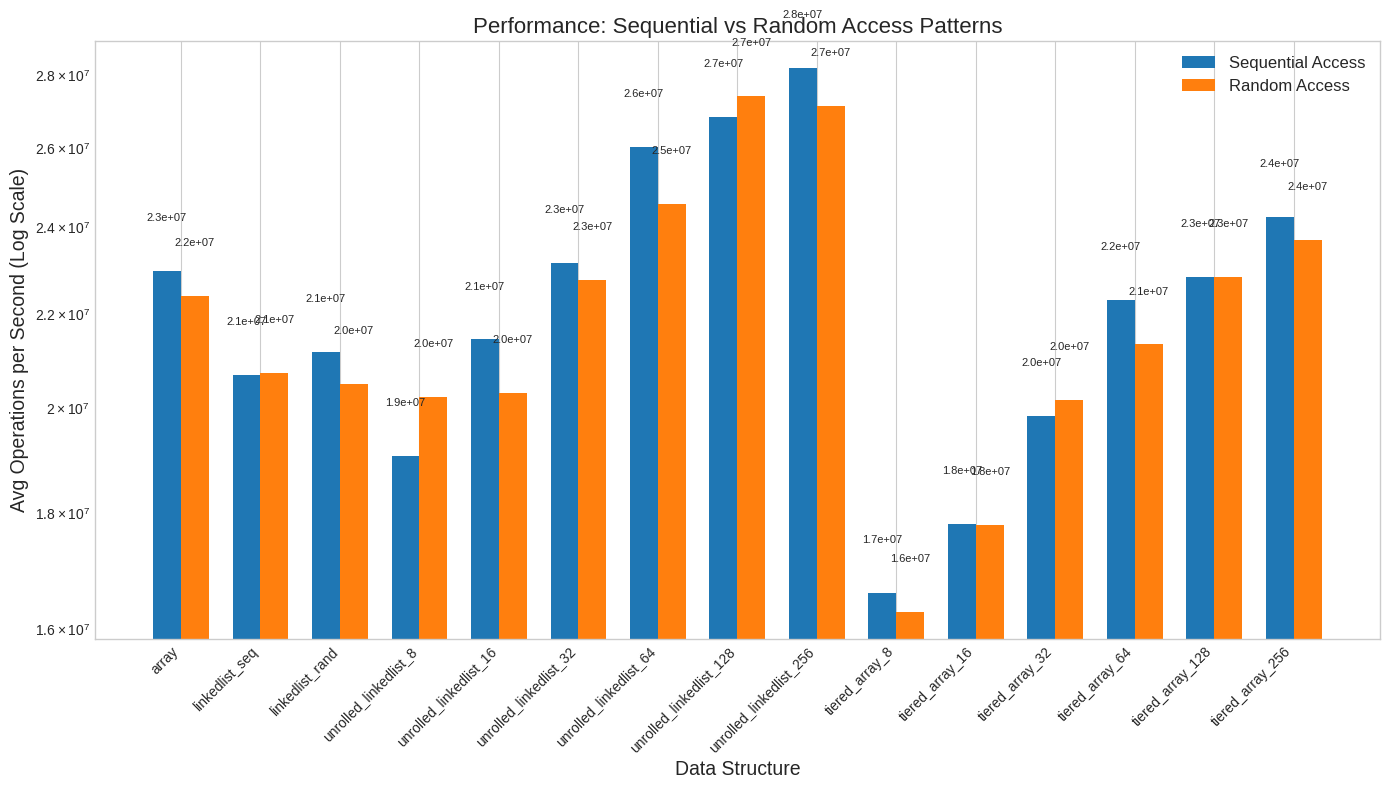 Performance: Sequential vs Random Access Patterns
Sequential Access
Random Access
Avg Operations per Second (Log Scale)
2.8 × 10⁷
2.6 × 10⁷
2.4 × 10⁷
2.2 × 10⁷
2 × 10⁷
1.8 × 10⁷
1.6 × 10⁷
2.3e+07
2.2e+07
2.1e+07
2.1e+07
2.1e+07
2.0e+07
1.9e+07
2.0e+07
2.1e+07
2.0e+07
2.3e+07
2.3e+07
2.6e+07
2.5e+07
2.7e+07
2.7e+07
2.8e+07
2.7e+07
1.7e+07
1.6e+07
1.8e+07
1.8e+07
2.0e+07
2.0e+07
2.2e+07
2.1e+07
2.3e+07
2.3e+07
2.4e+07
2.4e+07
array
linkedlist_seq
linkedlist_rand
unrolled_linkedlist_8
unrolled_linkedlist_16
unrolled_linkedlist_32
unrolled_linkedlist_64
unrolled_linkedlist_128
unrolled_linkedlist_256
tiered_array_8
tiered_array_16
tiered_array_32
tiered_array_64
tiered_array_128
tiered_array_256
Data Structure